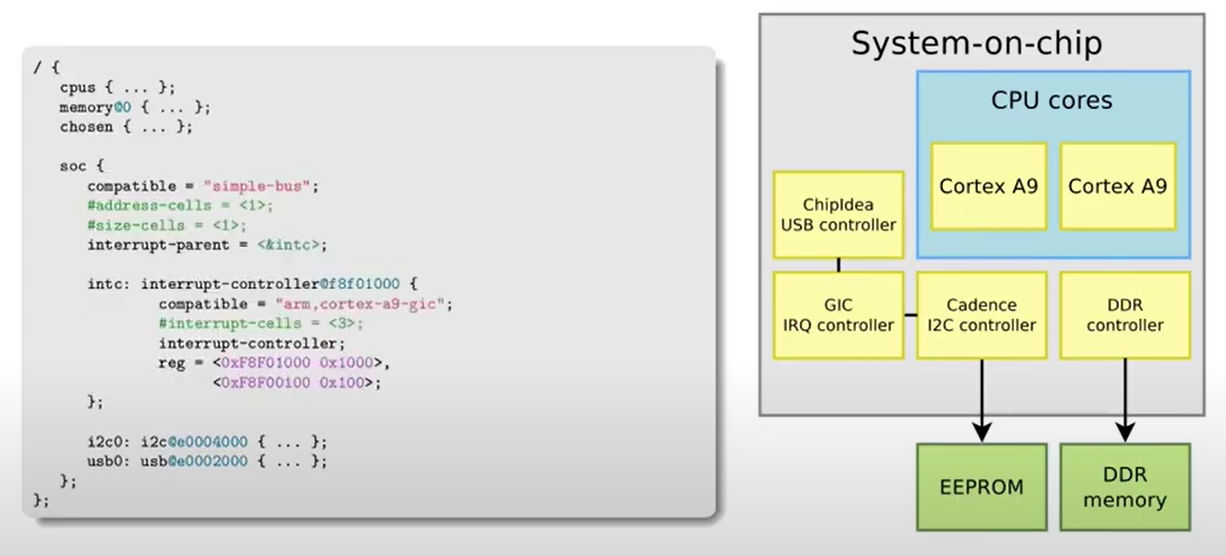 / {
cpus { ... };
memory@0 { ... };
chosen { ... };
soc {
compatible = "simple-bus";
#address-cells = <1>;
#size-cells = <1>;
interrupt-parent = <&intc>;
intc: interrupt-controller@f8f01000 {
compatible = "arm,cortex-a9-gic";
#interrupt-cells = <3>;
interrupt-controller;
reg = <0xF8F01000 0x1000>,
<0xF8F00100 0x100>;
};
i2c0: i2c@e0004000 { ... };
usb0: usb@e0002000 { ... };
};
};
System-on-chip
CPU cores
Cortex A9
Cortex A9
ChipIdea
USB controller
GIC
IRQ controller
Cadence
I2C controller
DDR
controller
EEPROM
DDR
memory